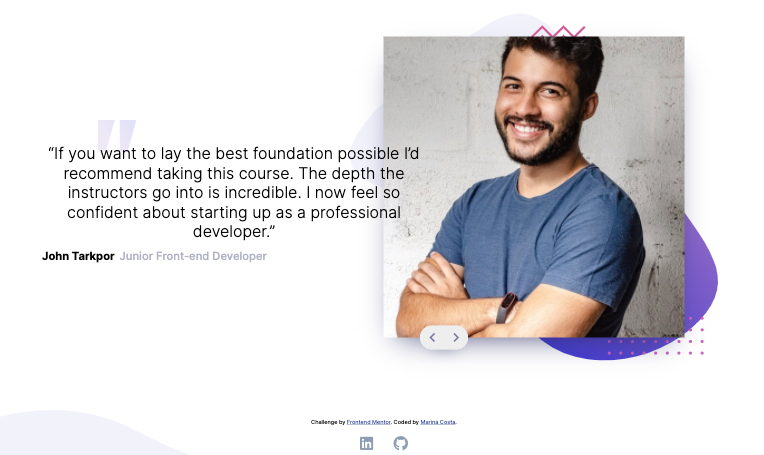 “If you want to lay the best foundation possible I’d
recommend taking this course. The depth the
instructors go into is incredible. I now feel so
confident about starting up as a professional
developer.”
John Tarkpor Junior Front-end Developer
Challenge by Frontend Mentor. Coded by Marina Costa.